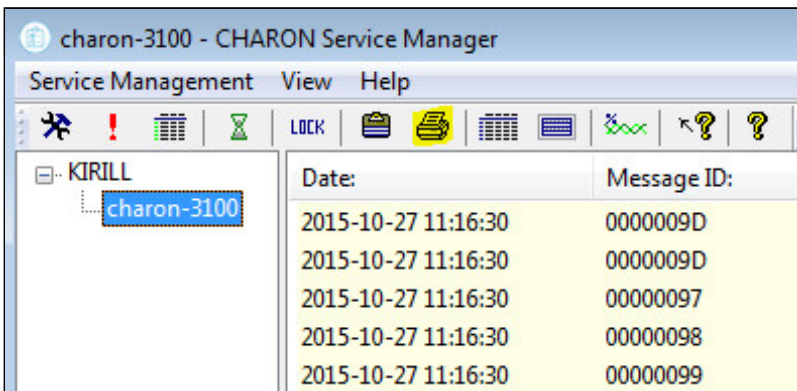 charon-3100 - CHARON Service Manager
Service Management View Help
LOCK
KIRILL
charon-3100
Date: Message ID:
2015-10-27 11:16:30 0000009D
2015-10-27 11:16:30 0000009D
2015-10-27 11:16:30 00000097
2015-10-27 11:16:30 00000098
2015-10-27 11:16:30 00000099